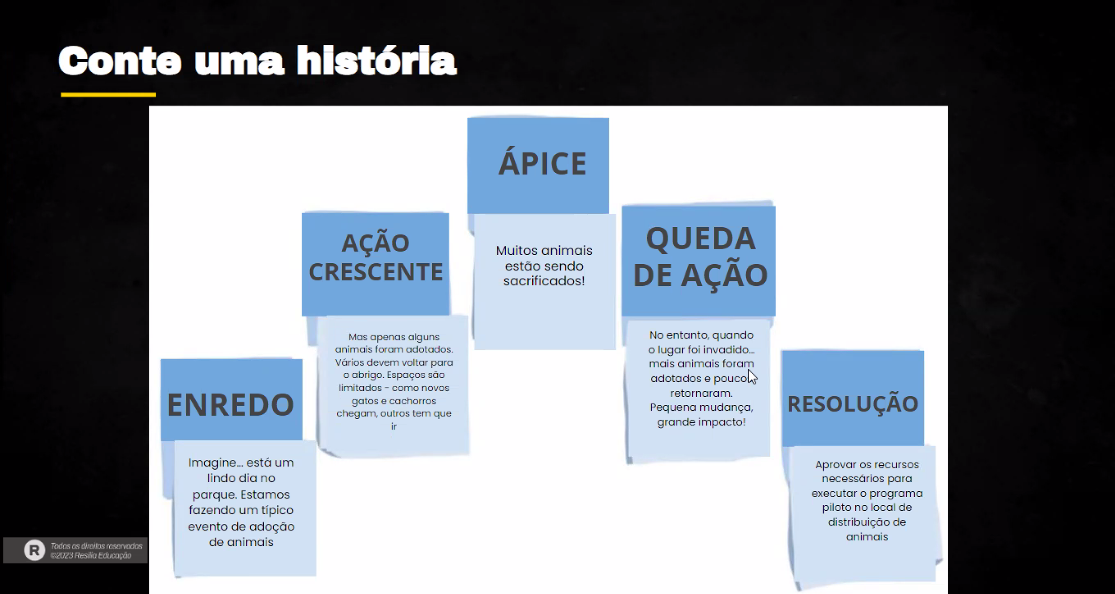 Conte uma história
ÁPICE
Muitos animais
estão sendo
sacrificados!
AÇÃO
CRESCENTE
Mas apenas alguns
animais foram adotados.
Vários devem voltar para
o abrigo. Espaços são
limitados - como novos
gatos e cachorros
chegam, outros tem que
ir
QUEDA
DE AÇÃO
No entanto, quando
o lugar foi invadido...
mais animais foram
adotados e poucos
retornaram.
Pequena mudança,
grande impacto!
ENREDO
Imagine... está um
lindo dia no
parque. Estamos
fazendo um típico
evento de adoção
de animais
RESOLUÇÃO
Aprovar os recursos
necessários para
executar o programa
piloto no local de
distribuição de
animais
R
Todos os direitos reservados
©2023 Resilia Educação